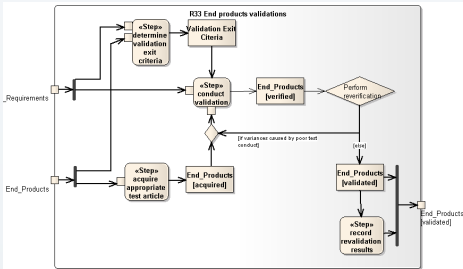 R33 End products validations
«Step»
determine
validation
exit
criteria
Validation Exit
Criteria
_Requirements
«Step»
conduct
validation
End_Products
[verified]
Perform
reverification
[if variances caused by poor test
conduct]
[else]
End_Products
«Step»
acquire
appropriate
test article
End_Products
[acquired]
End_Products
[validated]
End_Products
[validated]
«Step»
record
revalidation
results